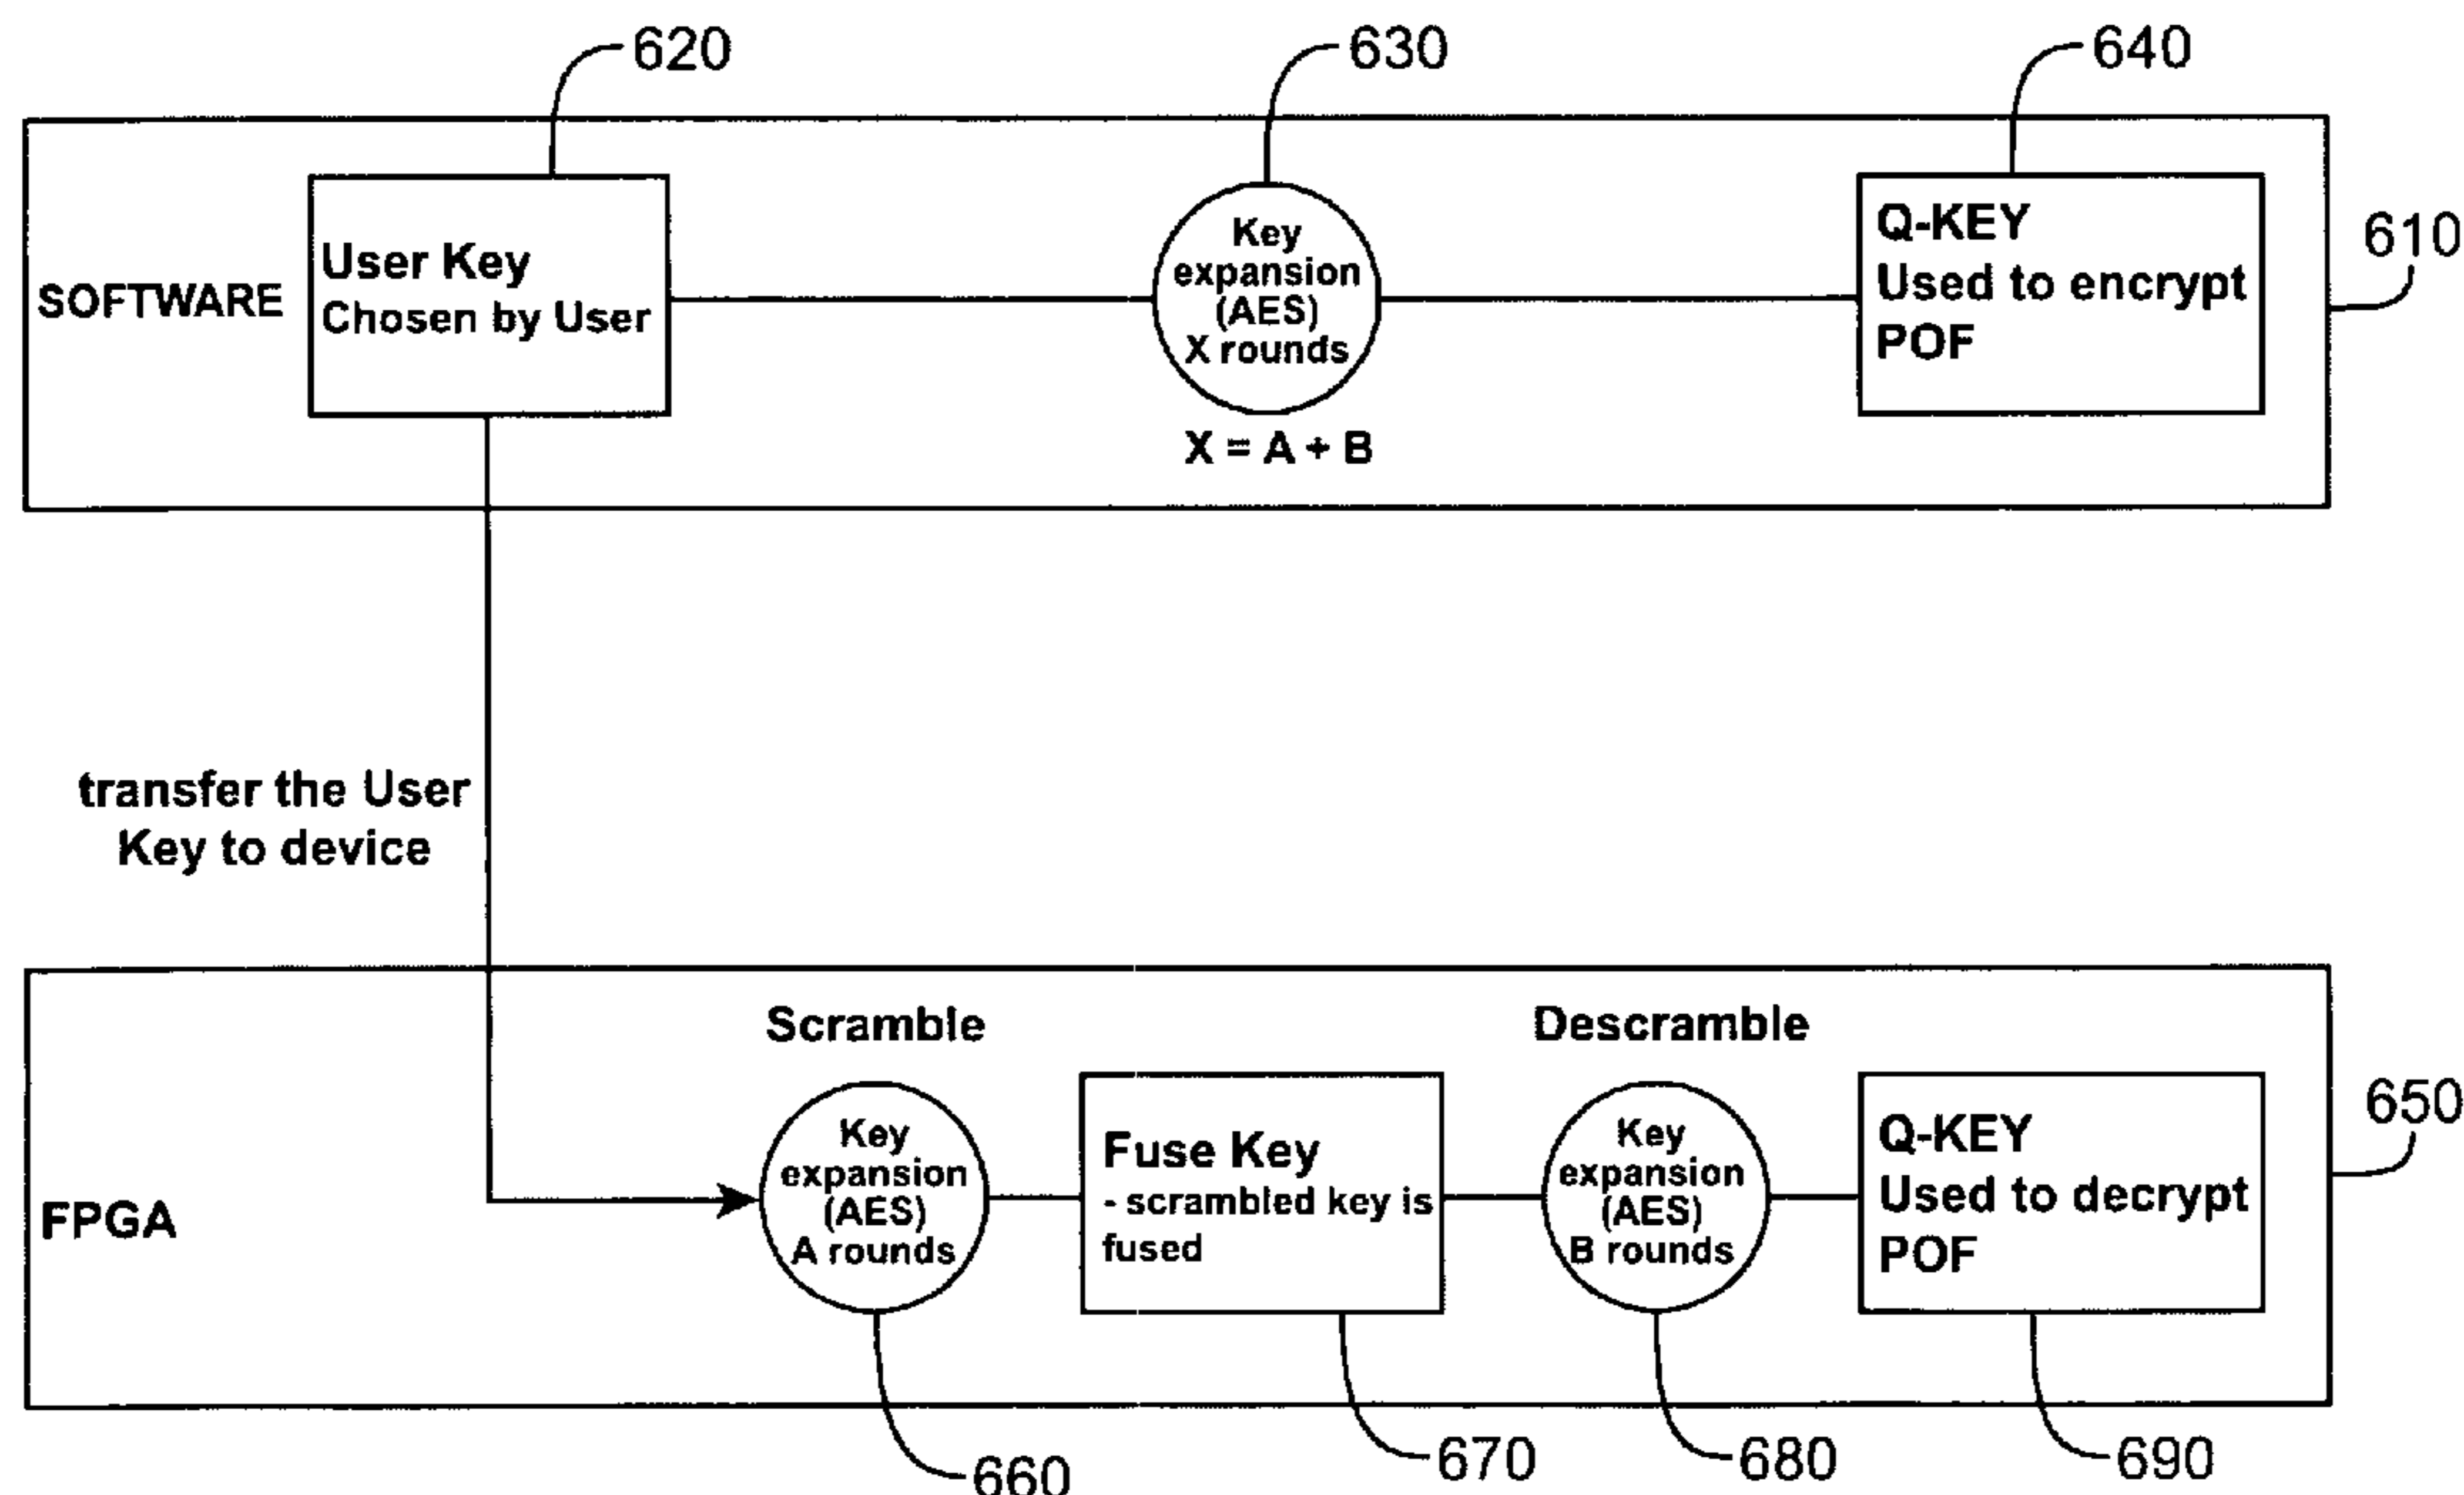 620
630
640
SOFTWARE
User Key
Chosen by User
Key
expansion
(AES)
X rounds
X = A + B
Q-KEY
Used to encrypt
POF
610
transfer the User
Key to device
FPGA
Scramble
Key
expansion
(AES)
A rounds
Fuse Key
- scrambled key is
fused
Descramble
Key
expansion
(AES)
B rounds
Q-KEY
Used to decrypt
POF
650
660
670
680
690